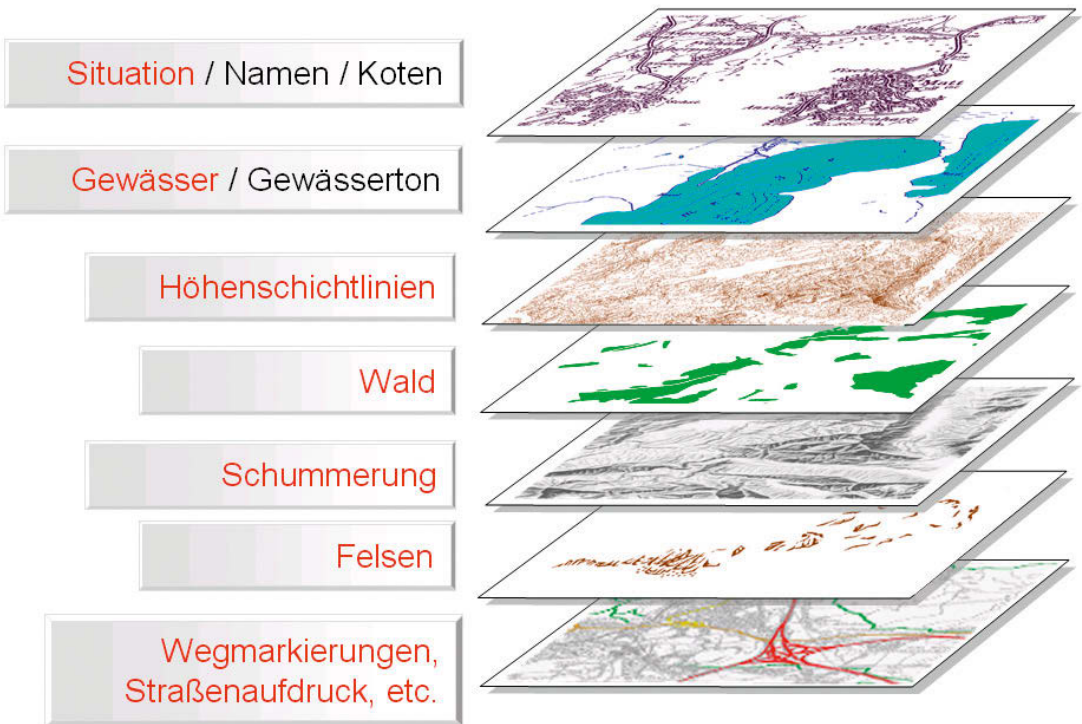 Situation / Namen / Koten
Gewässer / Gewässerton
Höhenschichtlinien
Wald
Schummerung
Felsen
Wegmarkierungen,
Straßenaufdruck, etc.